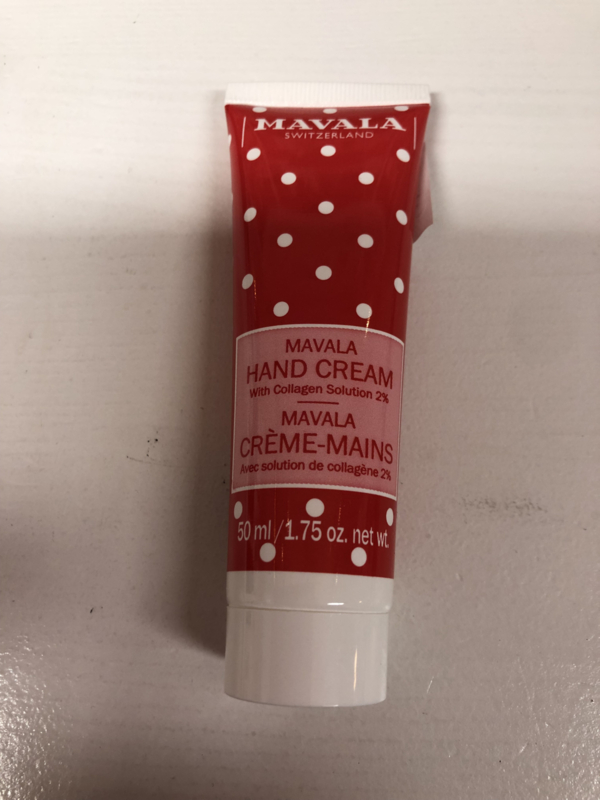 MAVALA
SWITZERLAND
MAVALA
HAND CREAM
With Collagen Solution 2%
MAVALA
CRÈME-MAINS
Avec solution de collagène 2%
50 ml / 1.75 oz. net wt.